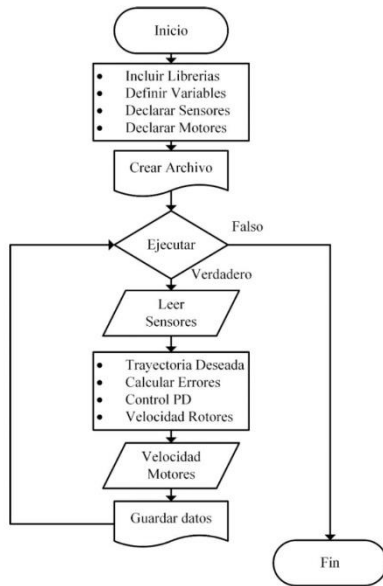 Inicio
• Incluir Librerias
• Definir Variables
• Declarar Sensores
• Declarar Motores
Crear Archivo
Falso
Ejecutar
Verdadero
Leer
Sensores
• Trayectoria Deseada
• Calcular Errores
• Control PD
• Velocidad Rotores
Velocidad
Motores
Guardar datos
Fin